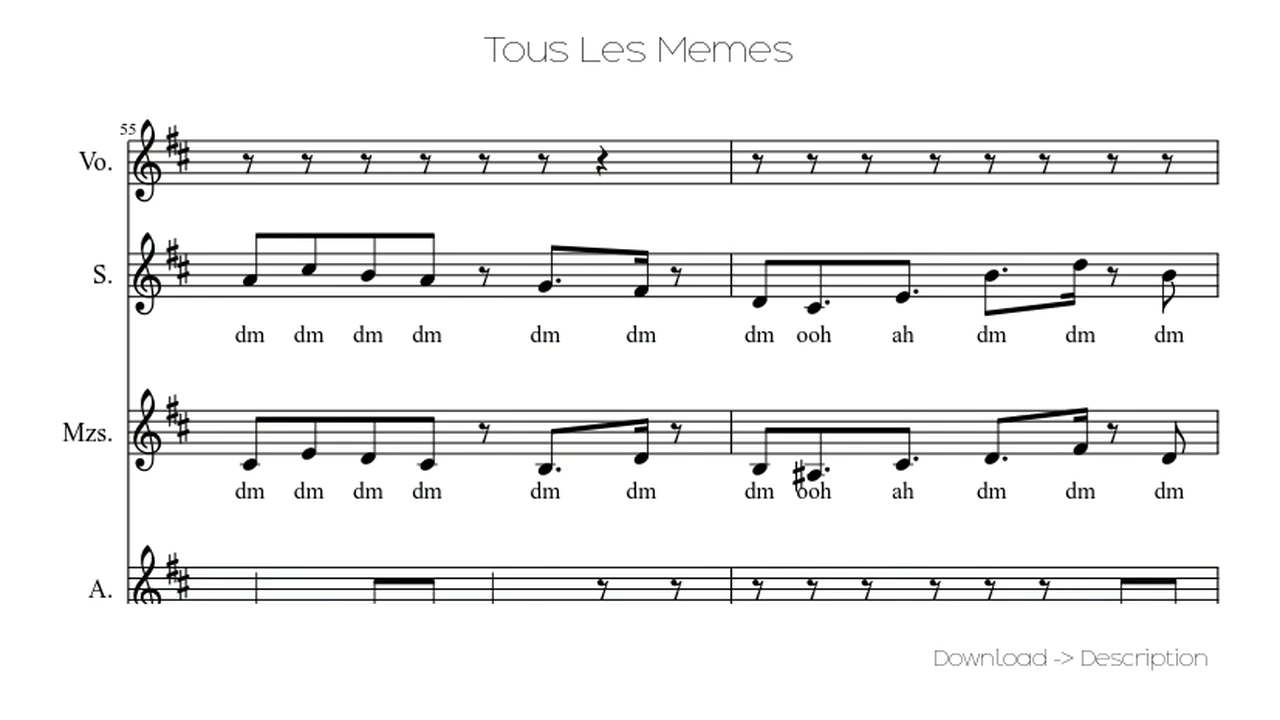 Tous Les Memes
55
Vo.
S.
dm dm dm dm dm dm dm ooh ah dm dm dm
Mzs.
dm dm dm dm dm dm dm ooh ah dm dm dm
A.
Download -> Description